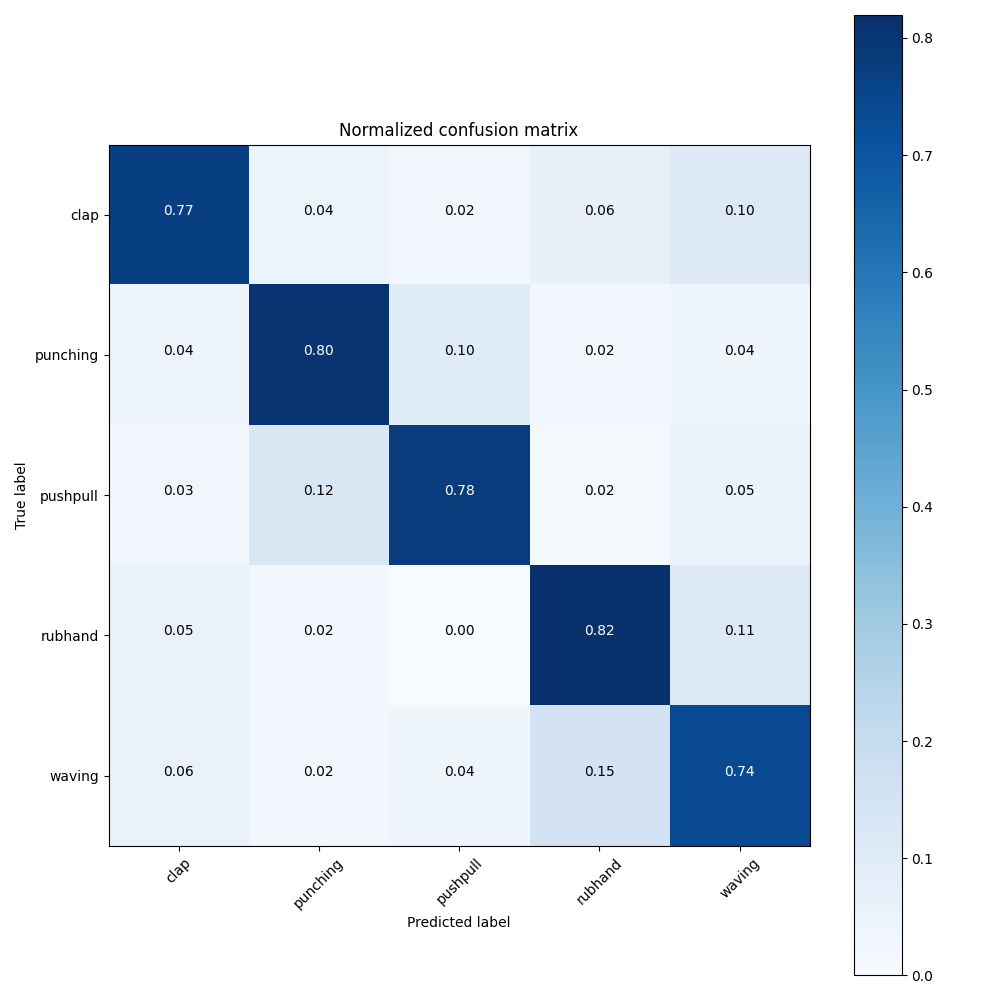 Normalized confusion matrix
True label
clap 0.77 0.04 0.02 0.06 0.10
punching 0.04 0.80 0.10 0.02 0.04
pushpull 0.03 0.12 0.78 0.02 0.05
rubhand 0.05 0.02 0.00 0.82 0.11
waving 0.06 0.02 0.04 0.15 0.74
clap punching pushpull rubhand waving
Predicted label
0.8
0.7
0.6
0.5
0.4
0.3
0.2
0.1
0.0